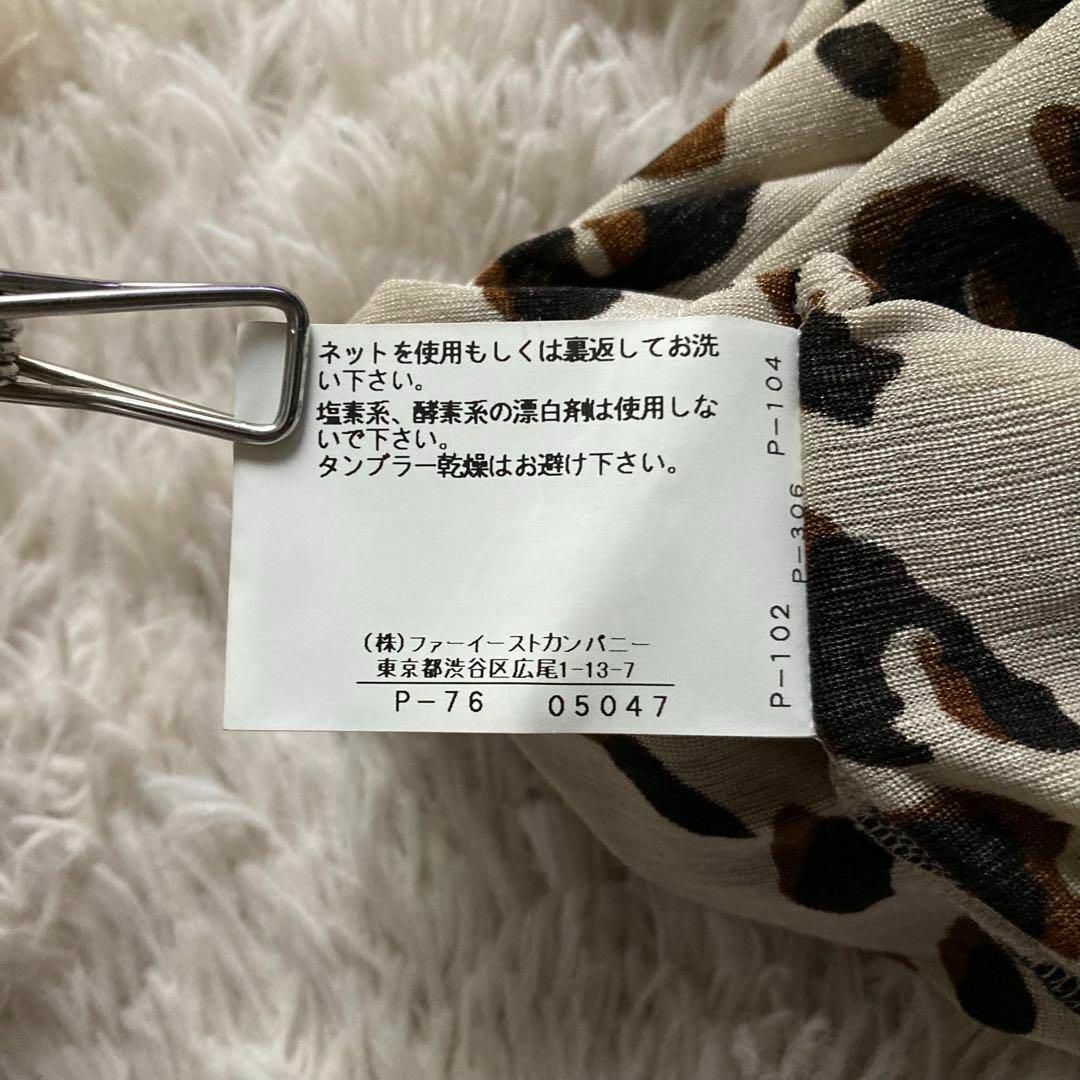 ネットを使用もしくは裏返してお洗
い下さい。
塩素系、酵素系の漂白剤は使用しな
いで下さい。
タンブラー乾燥はお避け下さい。
(株)ファーイーストカンパニー
東京都渋谷区広尾1-13-7
P-76 05047
P-102 P-306 P-104